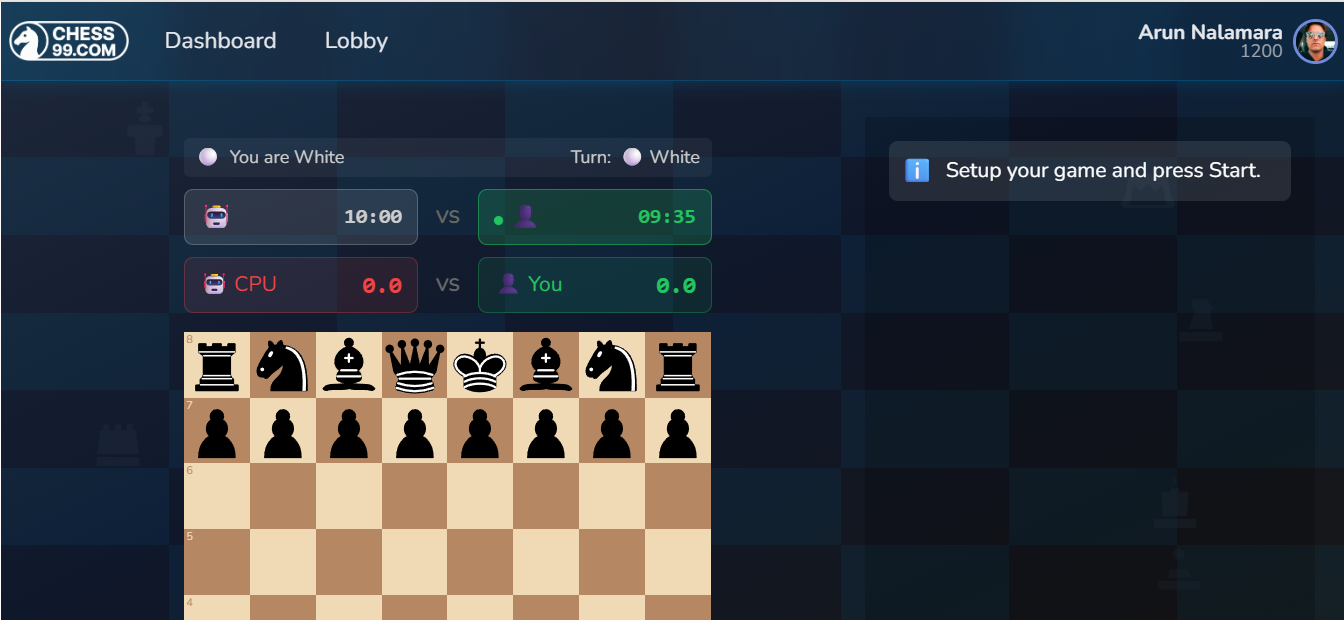 CHESS
99.COM
Dashboard
Lobby
Arun Nalamara
1200
You are White
Turn: White
10:00
VS
09:35
CPU
0.0
VS
You
0.0
Setup your game and press Start.
8
7
6
5
4